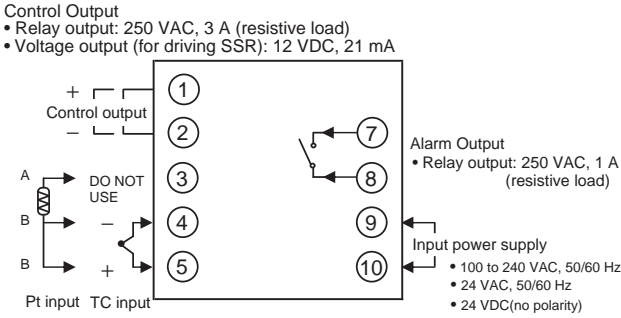 Control Output
• Relay output: 250 VAC, 3 A (resistive load)
• Voltage output (for driving SSR): 12 VDC, 21 mA
+
Control output
−
1
2
3
4
5
7
8
9
10
A
B
B
DO NOT
USE
−
+
Pt input
TC input
Alarm Output
• Relay output: 250 VAC, 1 A
(resistive load)
Input power supply
• 100 to 240 VAC, 50/60 Hz
• 24 VAC, 50/60 Hz
• 24 VDC(no polarity)